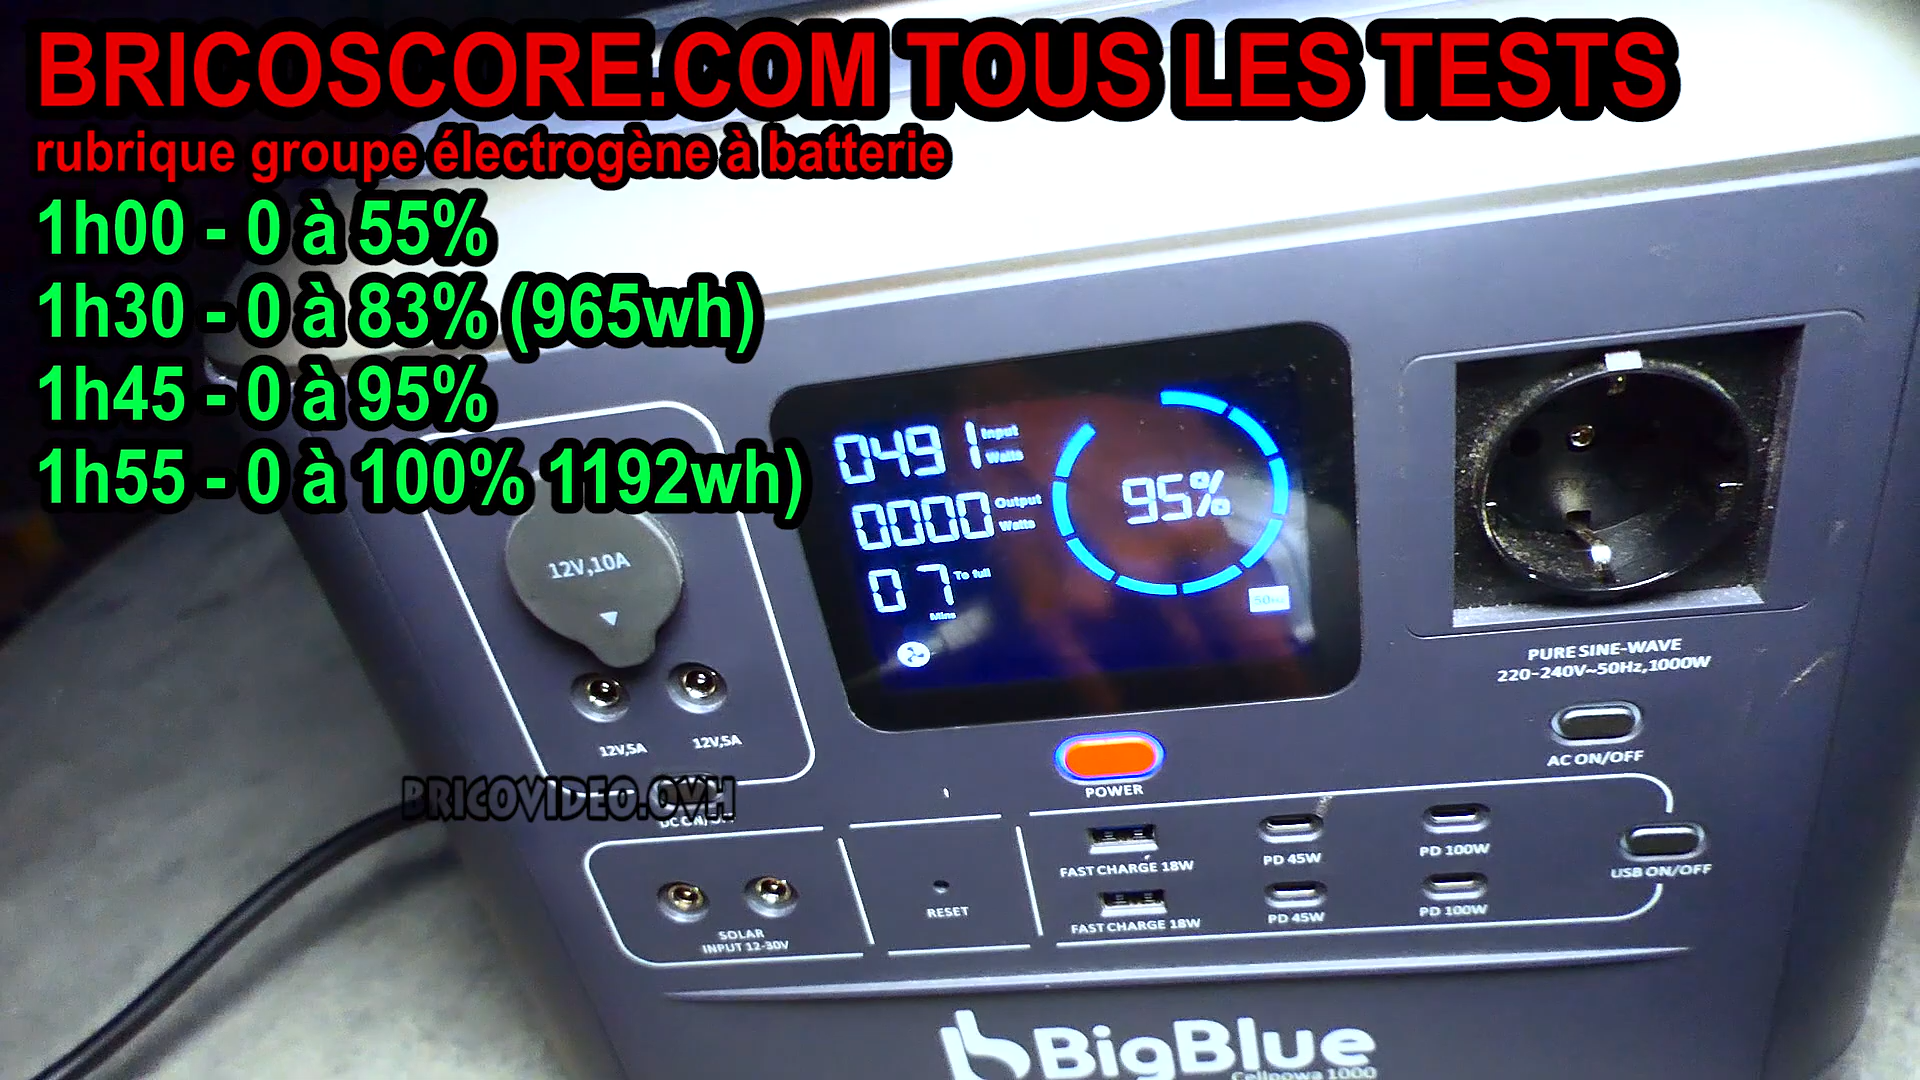 BRICOSCORE.COM TOUS LES TESTS
rubrique groupe électrogène à batterie
1h00 - 0 à 55%
1h30 - 0 à 83% (965wh)
1h45 - 0 à 95%
1h55 - 0 à 100% 1192wh)
0491 Input Watts
0000 Output Watts
07 To full
Mins
95%
50Hz
12V,10A
12V,5A 12V,5A
BRICOVIDEO.OVH
PURE SINE-WAVE
220-240V~50Hz,1000W
AC ON/OFF
POWER
FAST CHARGE 18W
PD 45W
PD 100W
USB ON/OFF
FAST CHARGE 18W
PD 45W
PD 100W
SOLAR
INPUT 12-30V
RESET
BigBlue
Cellpowa 1000